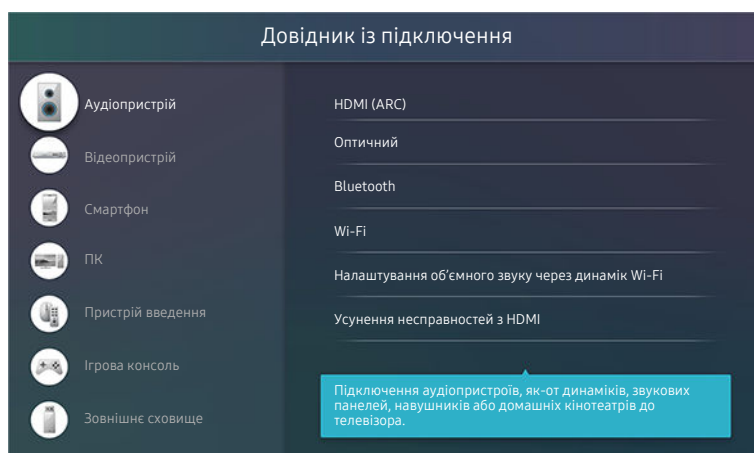 Довідник із підключення
Аудіопристрій
Відеопристрій
Смартфон
ПК
Пристрій введення
Ігрова консоль
Зовнішнє сховище
HDMI (ARC)
Оптичний
Bluetooth
Wi-Fi
Налаштування об’ємного звуку через динамік Wi-Fi
Усунення несправностей з HDMI
Підключення аудіопристроїв, як-от динаміків, звукових
панелей, навушників або домашніх кінотеатрів до
телевізора.